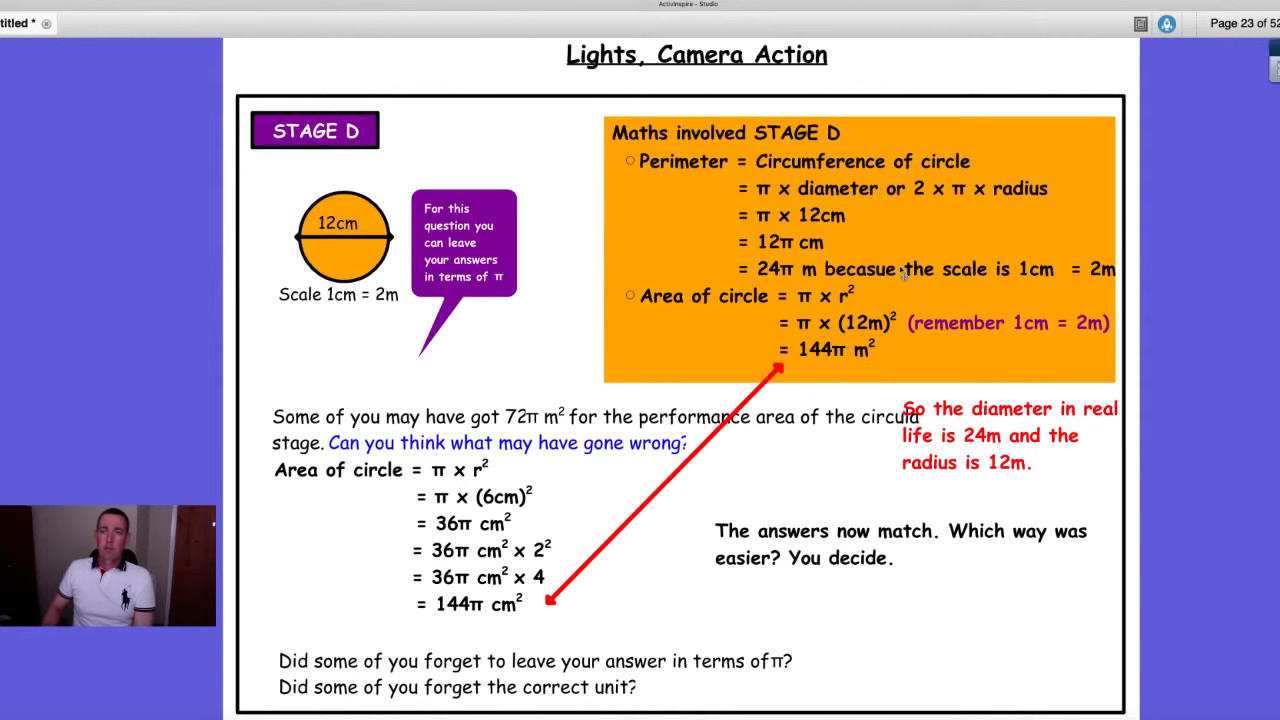 ActivInspire - Studio
titled *
Page 23 of 52
Lights, Camera Action
STAGE D
12cm
Scale 1cm = 2m
For this
question you
can leave
your answers
in terms of π
Maths involved STAGE D
○ Perimeter = Circumference of circle
= π x diameter or 2 x π x radius
= π x 12cm
= 12π cm
= 24π m becasue the scale is 1cm = 2m
○ Area of circle = π x r²
= π x (12m)² (remember 1cm = 2m)
= 144π m²
Some of you may have got 72π m² for the performance area of the circula
stage. Can you think what may have gone wrong?
Area of circle = π x r²
= π x (6cm)²
= 36π cm²
= 36π cm² x 2²
= 36π cm² x 4
= 144π cm²
So the diameter in real
life is 24m and the
radius is 12m.
The answers now match. Which way was
easier? You decide.
Did some of you forget to leave your answer in terms of π?
Did some of you forget the correct unit?